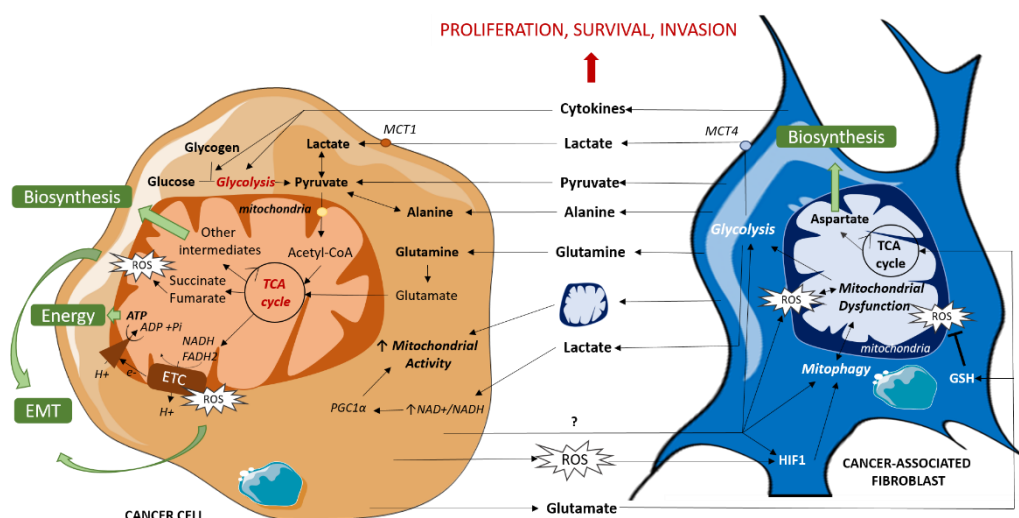 PROLIFERATION, SURVIVAL, INVASION
Cytokines
MCT1
Lactate
Lactate
MCT4
Biosynthesis
Glycogen
Glucose
Glycolysis
Pyruvate
Pyruvate
Biosynthesis
mitochondria
Alanine
Alanine
Aspartate
Other
intermediates
Acetyl-CoA
Glutamine
Glutamine
Glycolysis
TCA
cycle
ROS
Succinate
Fumarate
TCA
cycle
Glutamate
Mitochondrial
Dysfunction
ROS
ROS
Energy
ATP
ADP +Pi
NADH
FADH2
↑ Mitochondrial
Activity
Lactate
mitochondria
Mitophagy
H+
e-
ETC
ROS
H+
GSH
EMT
PGC1α
↑NAD+/NADH
?
ROS
HIF1
CANCER-ASSOCIATED
FIBROBLAST
Glutamate
CANCER CELL